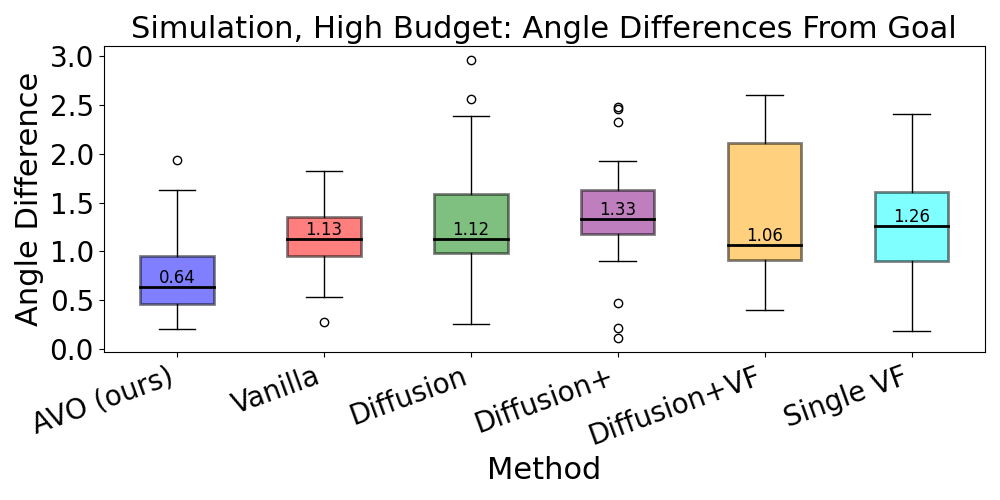 Simulation, High Budget: Angle Differences From Goal
Angle Difference
3.0
2.5
2.0
1.5
1.0
0.5
0.0
0.64
1.13
1.12
1.33
1.06
1.26
AVO (ours)
Vanilla
Diffusion
Diffusion+
Diffusion+VF
Single VF
Method